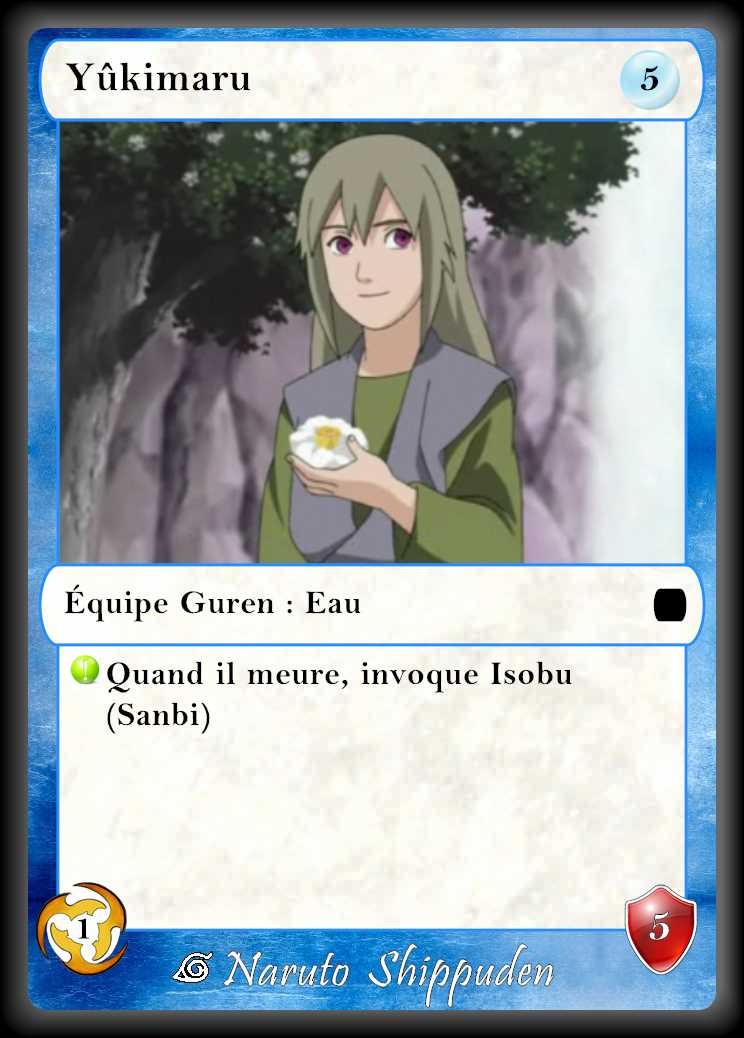 Yûkimaru
5
Équipe Guren : Eau
Quand il meure, invoque Isobu
(Sanbi)
1
5
Naruto Shippuden